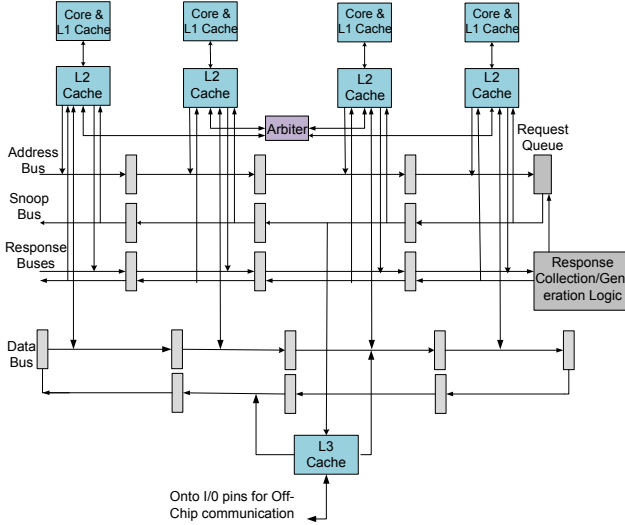 Core &
L1 Cache
Core &
L1 Cache
Core &
L1 Cache
Core &
L1 Cache
L2
Cache
L2
Cache
L2
Cache
L2
Cache
Arbiter
Request
Queue
Address
Bus
Snoop
Bus
Response
Buses
Response
Collection/Gen
eration Logic
Data
Bus
L3
Cache
Onto I/0 pins for Off-
Chip communication